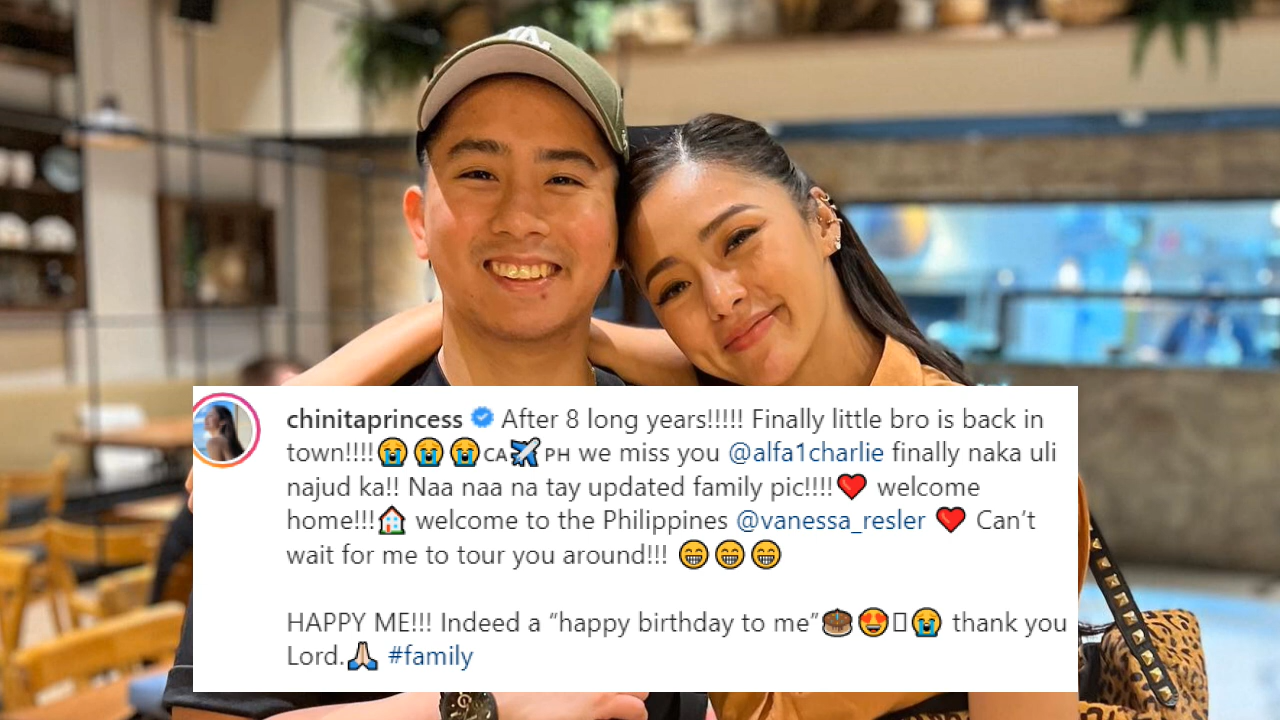 LA
chinitaprincess After 8 long years!!!!! Finally little bro is back in
town!!!!😭😭😭CA✈️PH we miss you @alfa1charlie finally naka uli
najud ka!! Naa naa na tay updated family pic!!!!❤️ welcome
home!!!🏠 welcome to the Philippines @vanessa_resler ❤️ Can't
wait for me to tour you around!!! 😁😁😁
HAPPY ME!!! Indeed a "happy birthday to me"🎂😍▯😭 thank you
Lord.🙏🏻 #family